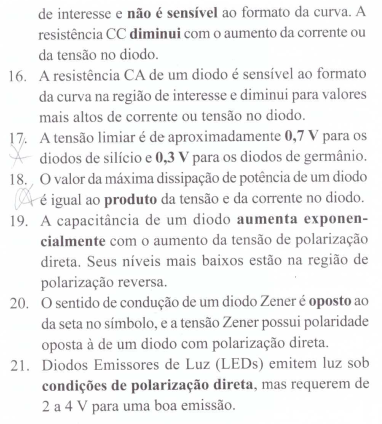 de interesse e não é sensível ao formato da curva. A
resistência CC diminui com o aumento da corrente ou
da tensão no diodo.
16. A resistência CA de um diodo é sensível ao formato
da curva na região de interesse e diminui para valores
mais altos de corrente ou tensão no diodo.
17. A tensão limiar é de aproximadamente 0,7 V para os
diodos de silício e 0,3 V para os diodos de germânio.
18. O valor da máxima dissipação de potência de um diodo
é igual ao produto da tensão e da corrente no diodo.
19. A capacitância de um diodo aumenta exponen-
cialmente com o aumento da tensão de polarização
direta. Seus níveis mais baixos estão na região de
polarização reversa.
20. O sentido de condução de um diodo Zener é oposto ao
da seta no símbolo, e a tensão Zener possui polaridade
oposta à de um diodo com polarização direta.
21. Diodos Emissores de Luz (LEDs) emitem luz sob
condições de polarização direta, mas requerem de
2 a 4 V para uma boa emissão.